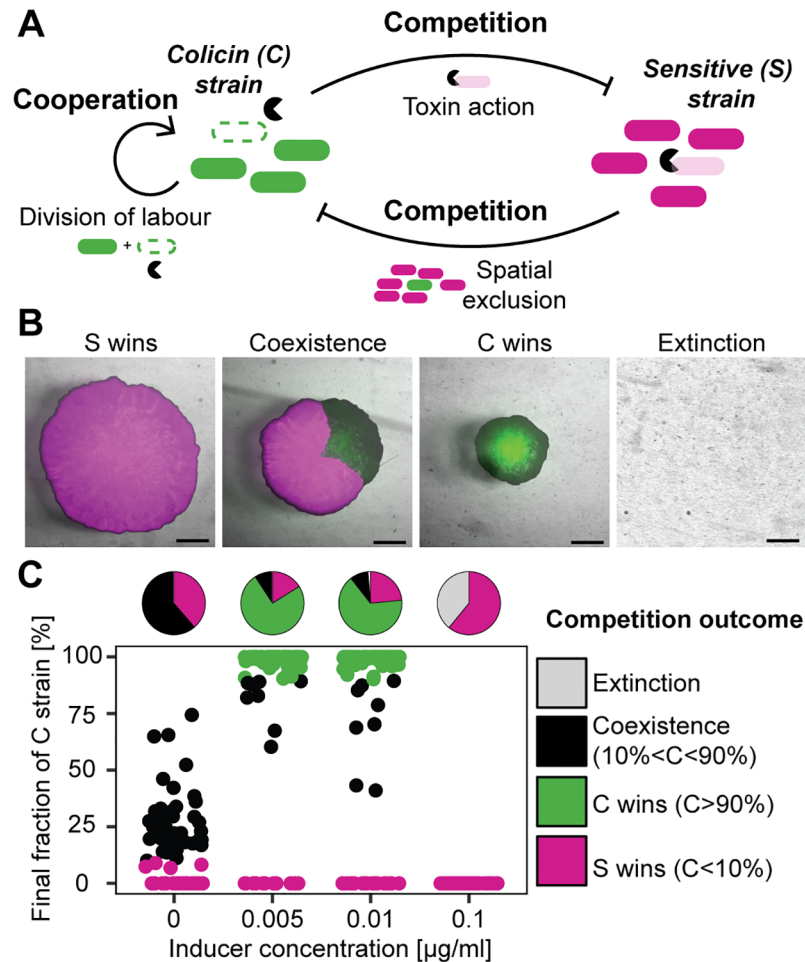 A
Competition
Colicin (C)
strain
Sensitive (S)
strain
Toxin action
Cooperation
Division of labour
+
Competition
Spatial
exclusion
B
S wins
Coexistence
C wins
Extinction
C
Competition outcome
Extinction
Coexistence
(10%<C<90%)
C wins (C>90%)
S wins (C<10%)
Final fraction of C strain [%]
100
75
50
25
0
0
0.005
0.01
0.1
Inducer concentration [µg/ml]